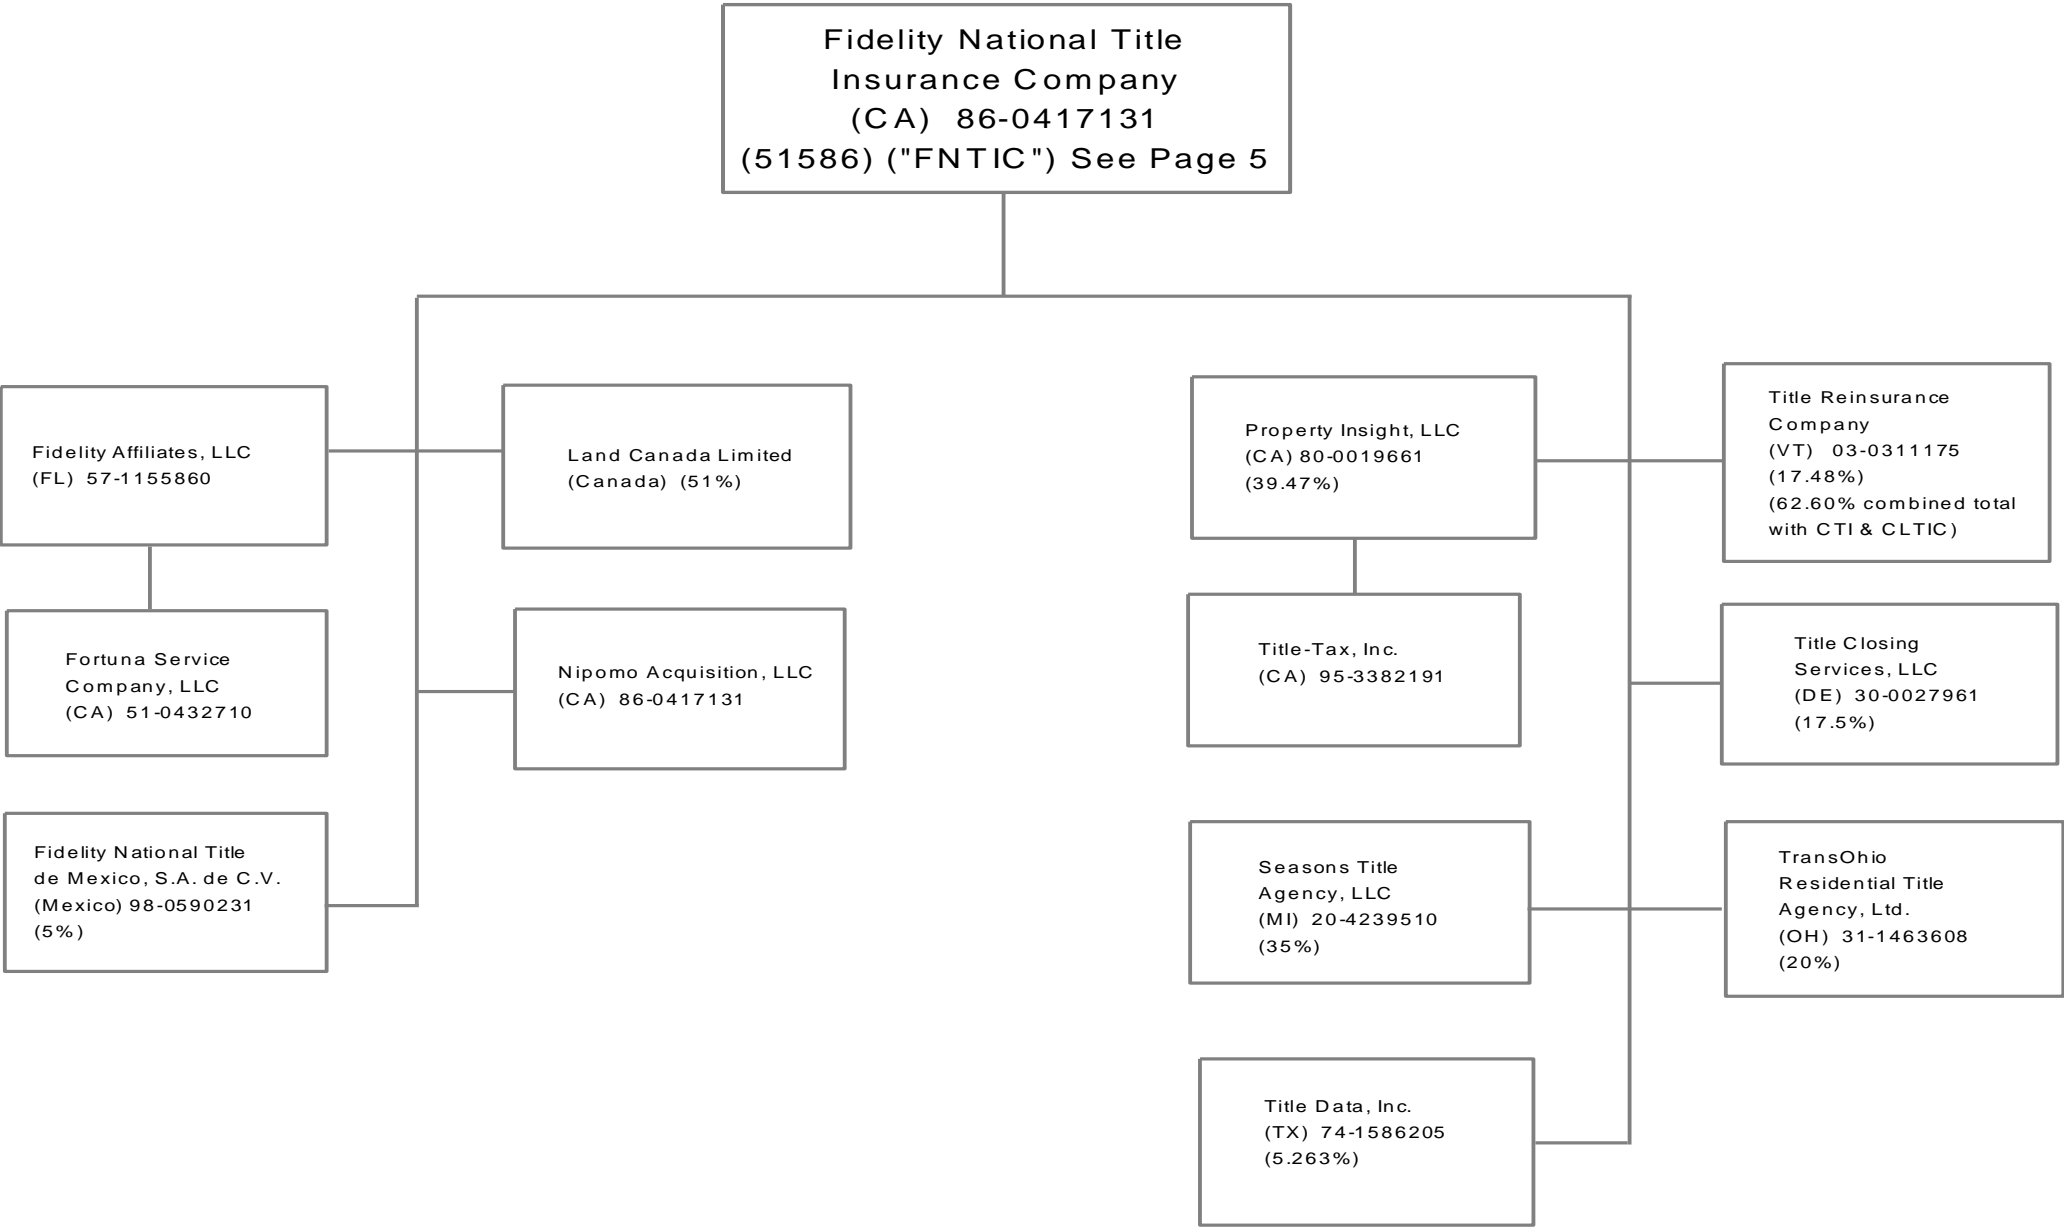 Fidelity National Title
Insurance Company
(CA) 86-0417131
(51586) ("FNTIC") See Page 5
Fidelity Affiliates, LLC
(FL) 57-1155860
Land Canada Limited
(Canada) (51%)
Property Insight, LLC
(CA) 80-0019661
(39.47%)
Title Reinsurance
Company
(VT) 03-0311175
(17.48%)
(62.60% combined total
with CTI & CLTIC)
Fortuna Service
Company, LLC
(CA) 51-0432710
Nipomo Acquisition, LLC
(CA) 86-0417131
Title-Tax, Inc.
(CA) 95-3382191
Title Closing
Services, LLC
(DE) 30-0027961
(17.5%)
Fidelity National Title
de Mexico, S.A. de C.V.
(Mexico) 98-0590231
(5%)
Seasons Title
Agency, LLC
(MI) 20-4239510
(35%)
TransOhio
Residential Title
Agency, Ltd.
(OH) 31-1463608
(20%)
Title Data, Inc.
(TX) 74-1586205
(5.263%)